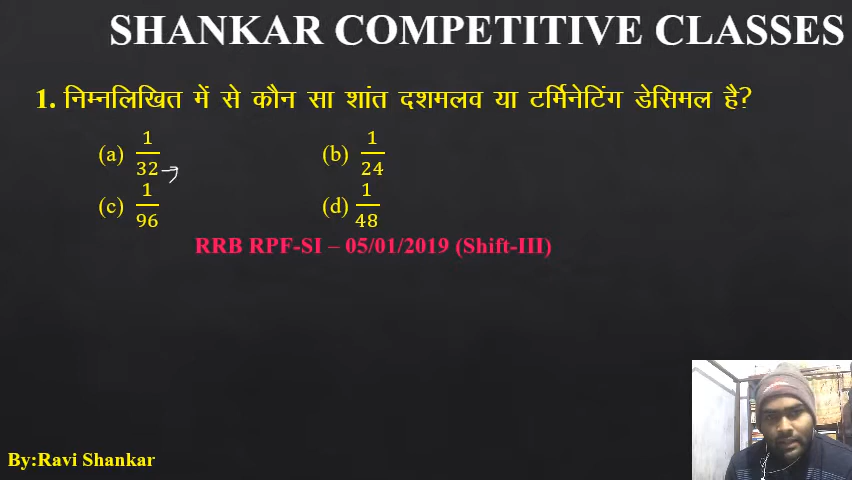 SHANKAR COMPETITIVE CLASSES
1. निम्नलिखित में से कौन सा शांत दशमलव या टर्मिनेटिंग डेसिमल है?
(a) 1/32 (b) 1/24
(c) 1/96 (d) 1/48
RRB RPF-SI – 05/01/2019 (Shift-III)
By:Ravi Shankar